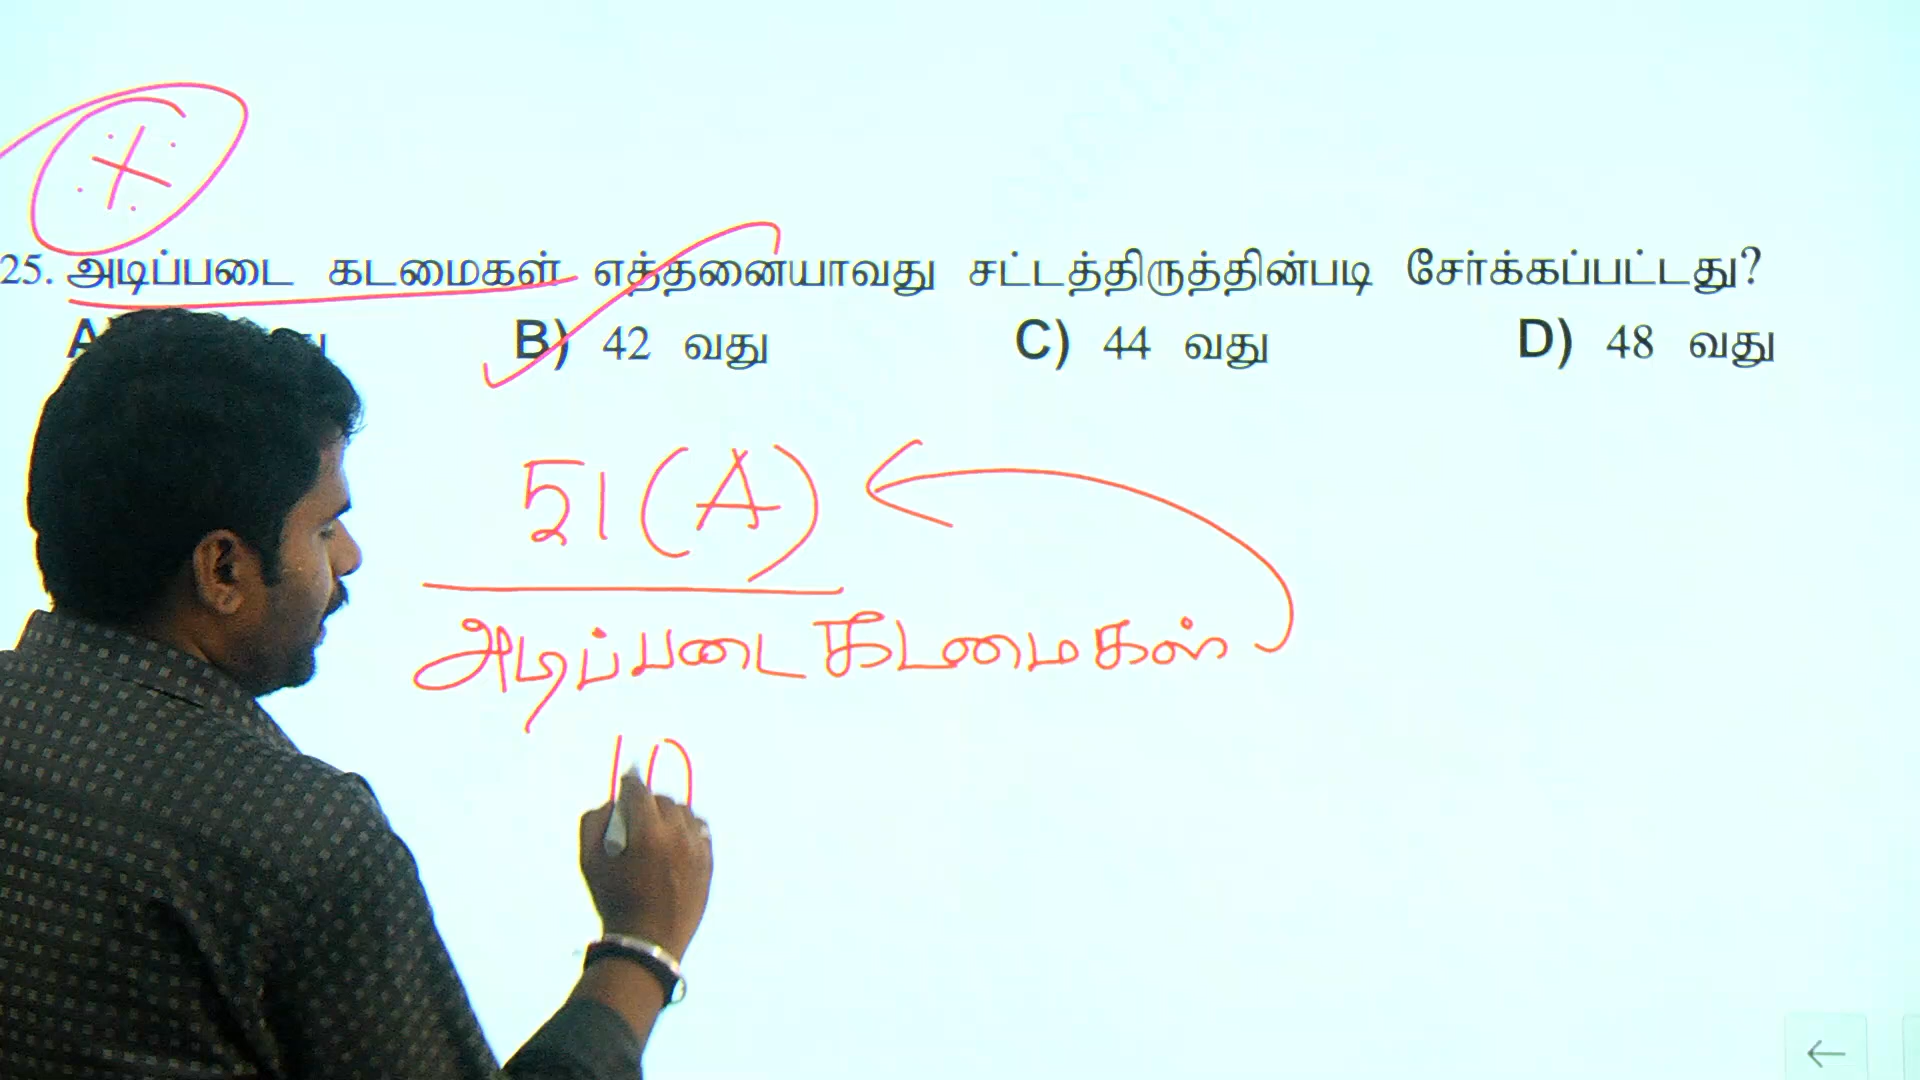 25. அடிப்படை கடமைகள் எத்தனையாவது சட்டத்திருத்தின்படி சேர்க்கப்பட்டது?
B) 42 வது C) 44 வது D) 48 வது
51 (A)
அடிப்படை கடமைகள்
10